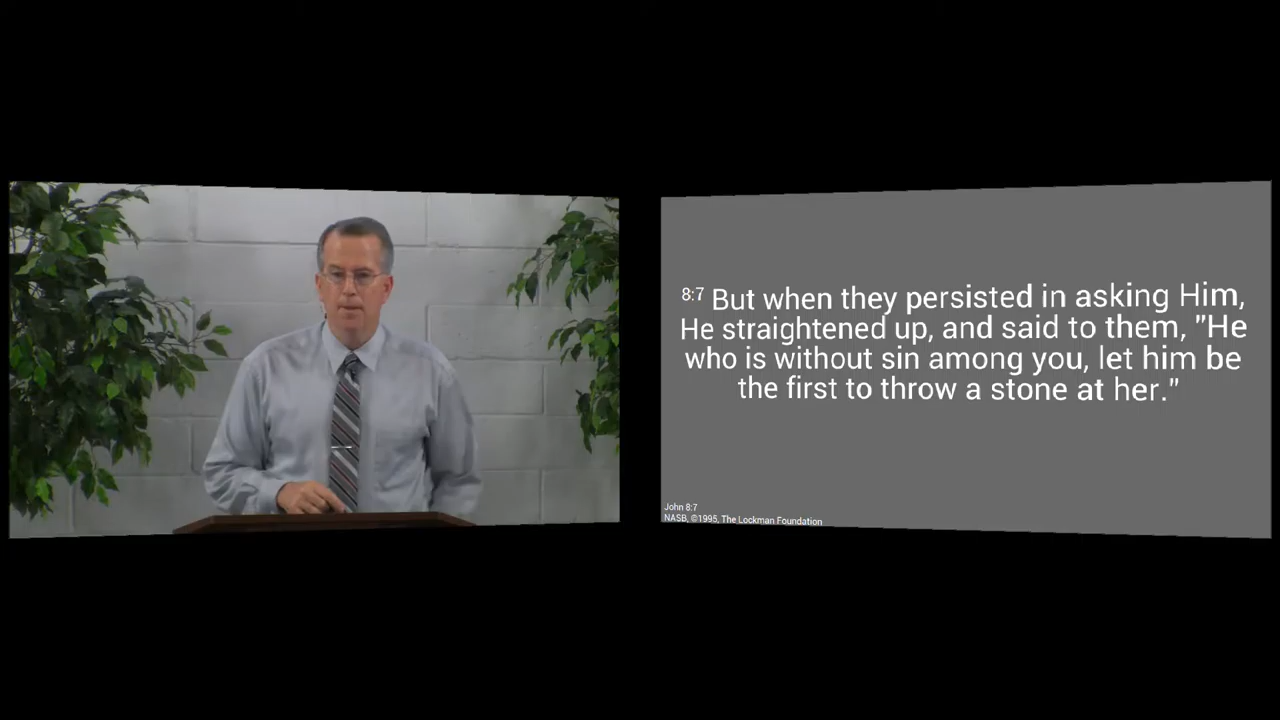 8:7 But when they persisted in asking Him,
He straightened up, and said to them, "He
who is without sin among you, let him be
the first to throw a stone at her."
John 8:7
NASB, ©1995, The Lockman Foundation